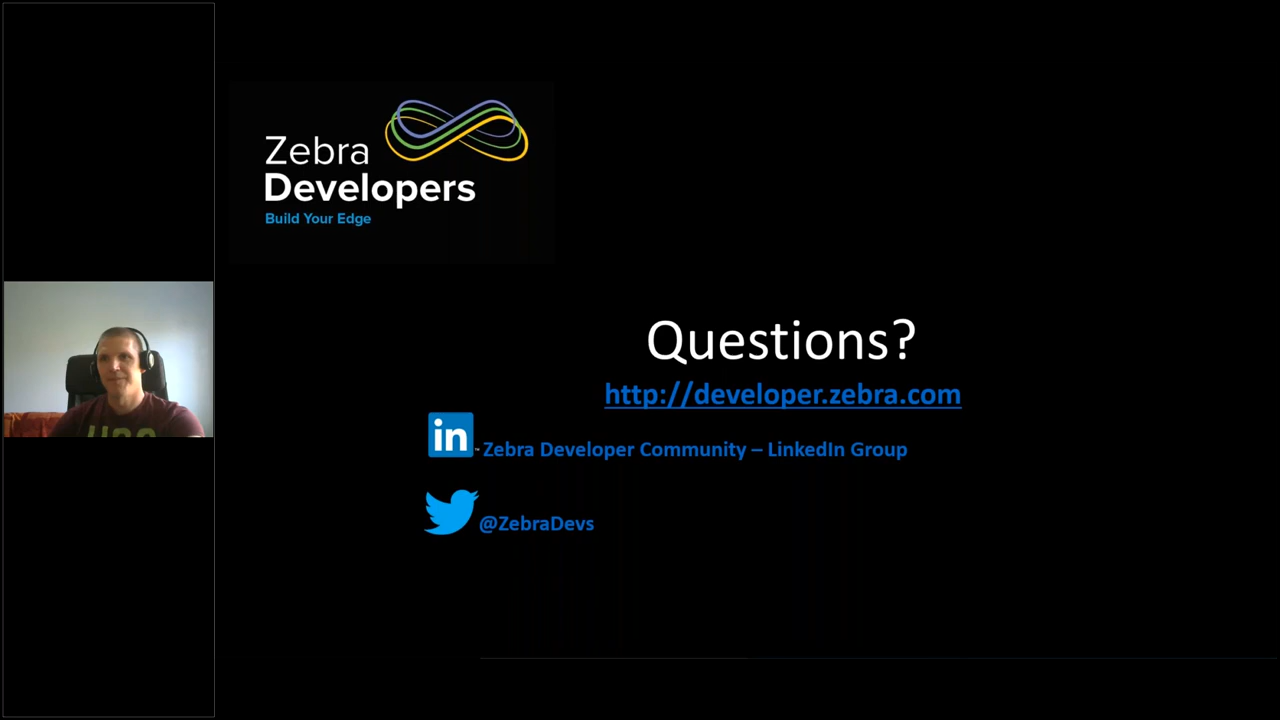 Zebra
Developers
Build Your Edge
Questions?
http://developer.zebra.com
in
Zebra Developer Community – LinkedIn Group
@ZebraDevs